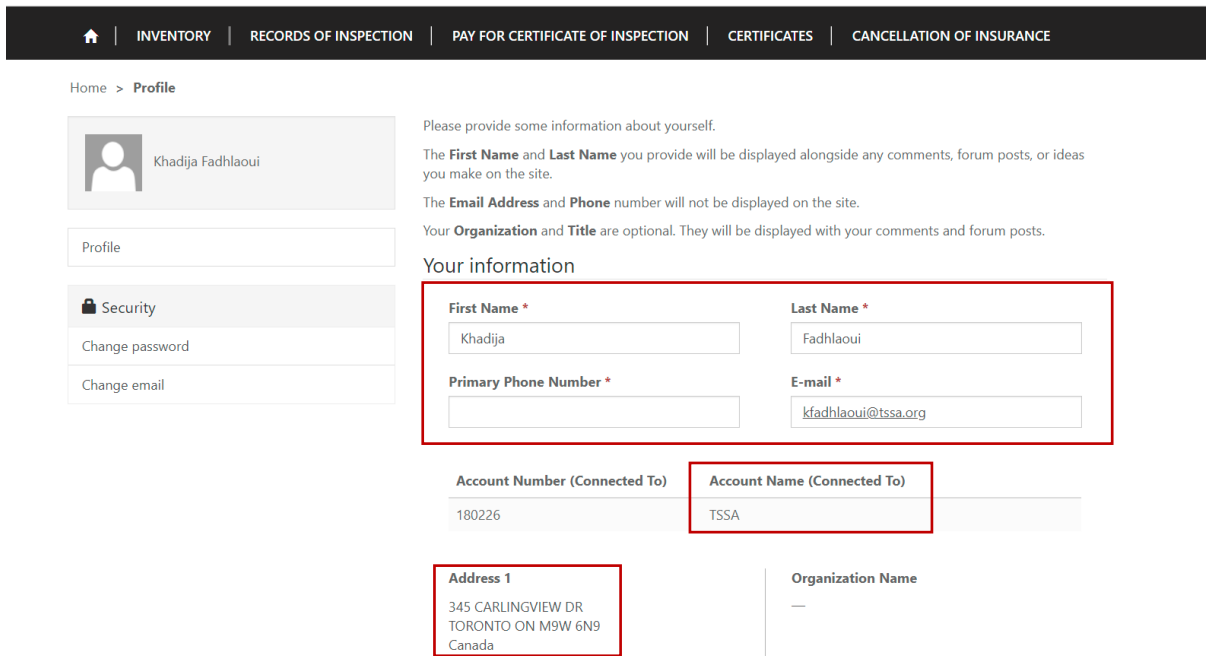 INVENTORY RECORDS OF INSPECTION PAY FOR CERTIFICATE OF INSPECTION CERTIFICATES CANCELLATION OF INSURANCE
Home > Profile
Khadija Fadhlaoui
Profile
Security
Change password
Change email
Please provide some information about yourself.
The First Name and Last Name you provide will be displayed alongside any comments, forum posts, or ideas
you make on the site.
The Email Address and Phone number will not be displayed on the site.
Your Organization and Title are optional. They will be displayed with your comments and forum posts.
Your information
First Name * Last Name *
Khadija Fadhlaoui
Primary Phone Number * E-mail *
kfadhlaoui@tssa.org
Account Number (Connected To) Account Name (Connected To)
180226 TSSA
Address 1
345 CARLINGVIEW DR
TORONTO ON M9W 6N9
Canada
Organization Name
—